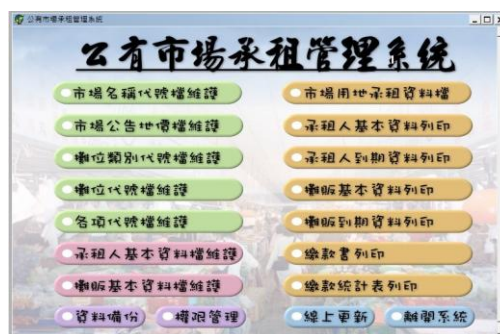 公有市場承租管理系統
公有市場承租管理系統
市場名稱代號檔維護
市場公告地價檔維護
攤位類別代號檔維護
攤位代號檔維護
各項代號檔維護
承租人基本資料檔維護
攤販基本資料檔維護
資料備份
權限管理
市場用地承租資料檔
承租人基本資料列印
承租人到期資料列印
攤販基本資料列印
攤販到期資料列印
繳款書列印
繳款統計表列印
線上更新
離開系統